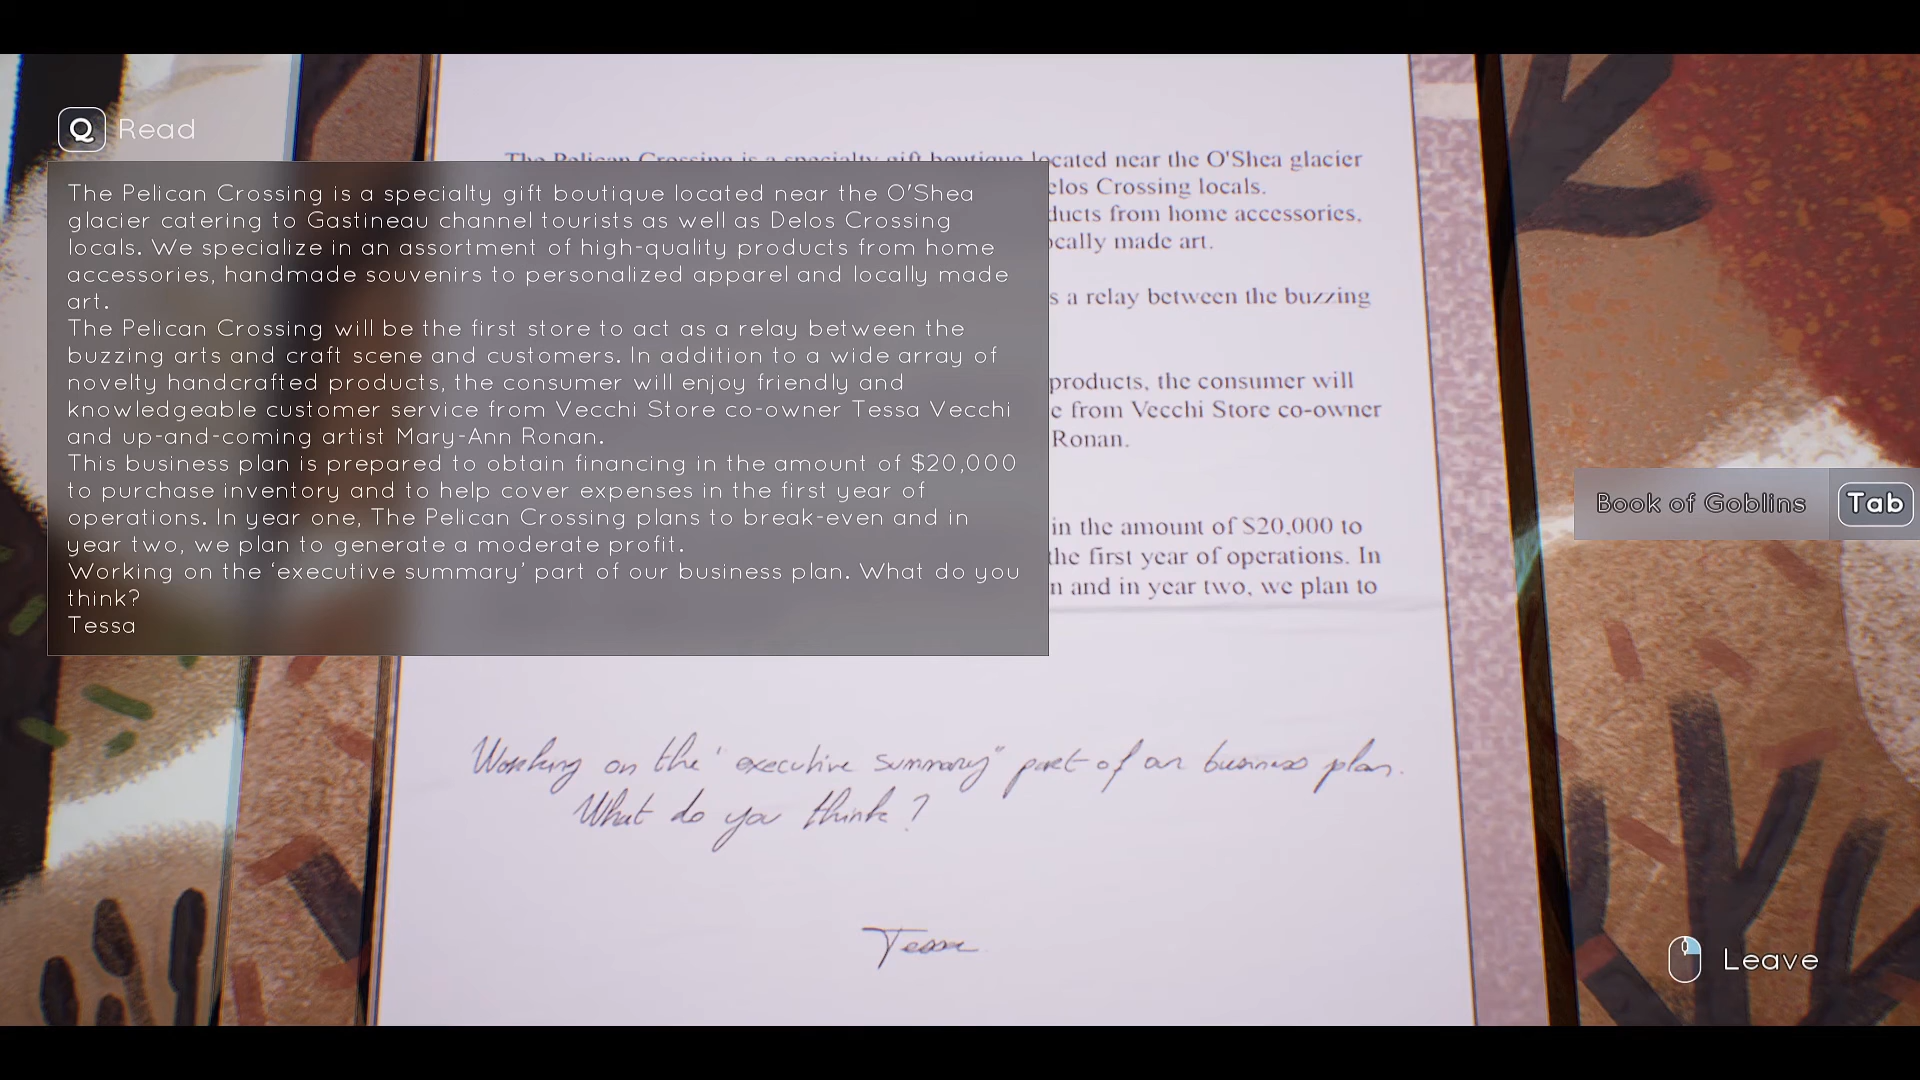 Q Read
The Pelican Crossing is a specialty gift boutique located near the O'Shea
glacier catering to Gastineau channel tourists as well as Delos Crossing
locals. We specialize in an assortment of high-quality products from home
accessories, handmade souvenirs to personalized apparel and locally made
art.
The Pelican Crossing will be the first store to act as a relay between the
buzzing arts and craft scene and customers. In addition to a wide array of
novelty handcrafted products, the consumer will enjoy friendly and
knowledgeable customer service from Vecchi Store co-owner Tessa Vecchi
and up-and-coming artist Mary-Ann Ronan.
This business plan is prepared to obtain financing in the amount of $20,000
to purchase inventory and to help cover expenses in the first year of
operations. In year one, The Pelican Crossing plans to break-even and in
year two, we plan to generate a moderate profit.
Working on the ‘executive summary’ part of our business plan. What do you
think?
Tessa
The Pelican Crossing is a specialty gift boutique located near the O'Shea glacier
elos Crossing locals.
ducts from home accessories,
ocally made art.
s a relay between the buzzing
products, the consumer will
e from Vecchi Store co-owner
Ronan.
in the amount of $20,000 to
the first year of operations. In
n and in year two, we plan to
Working on the 'executive summary" part of our business plan.
What do you think?
Tessa
Book of Goblins Tab
Leave